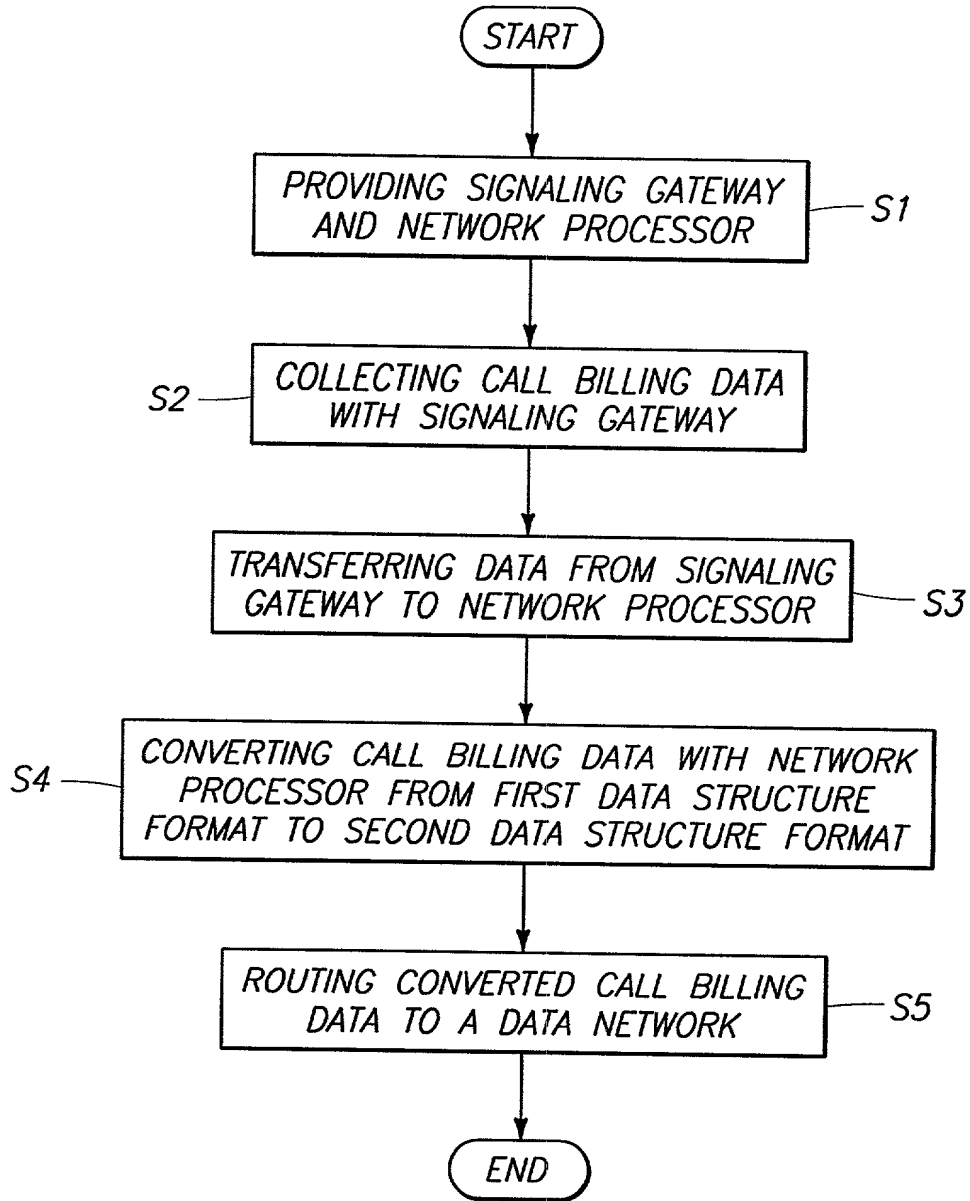 START
PROVIDING SIGNALING GATEWAY
AND NETWORK PROCESSOR
S1
COLLECTING CALL BILLING DATA
WITH SIGNALING GATEWAY
S2
TRANSFERRING DATA FROM SIGNALING
GATEWAY TO NETWORK PROCESSOR
S3
CONVERTING CALL BILLING DATA WITH NETWORK
PROCESSOR FROM FIRST DATA STRUCTURE
FORMAT TO SECOND DATA STRUCTURE FORMAT
S4
ROUTING CONVERTED CALL BILLING
DATA TO A DATA NETWORK
S5
END